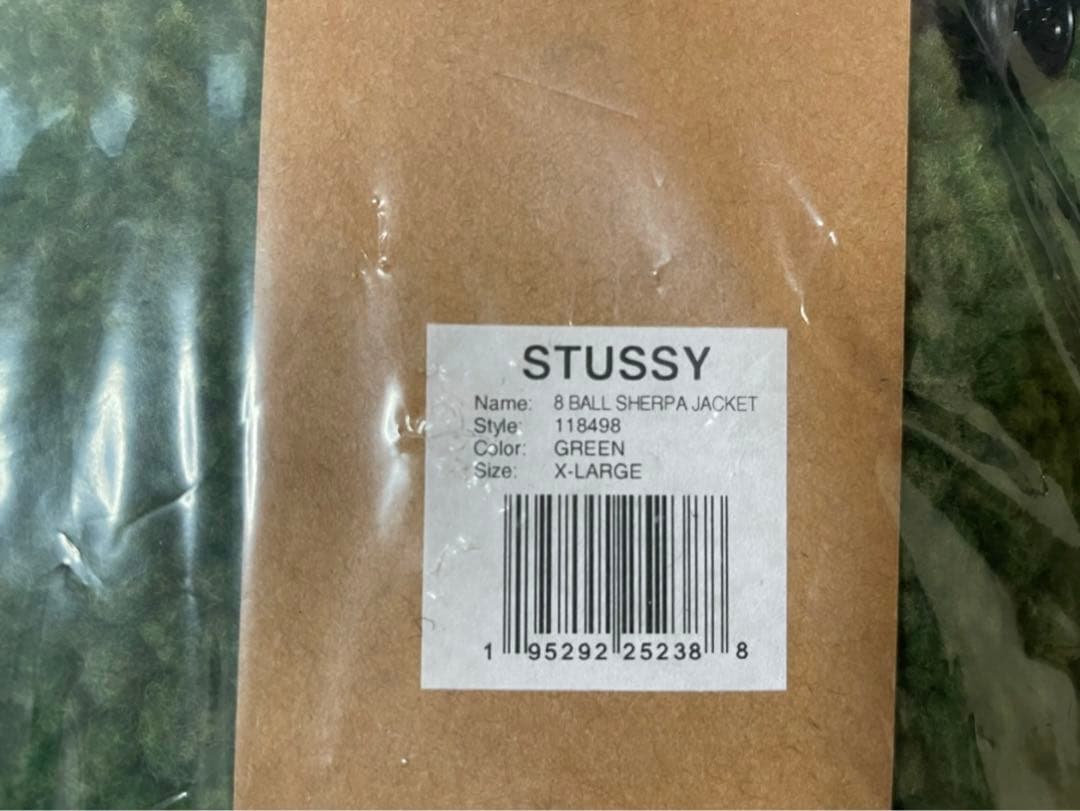 STUSSY
Name: 8 BALL SHERPA JACKET
Style: 118498
Color: GREEN
Size: X-LARGE
1 95292 25238 8